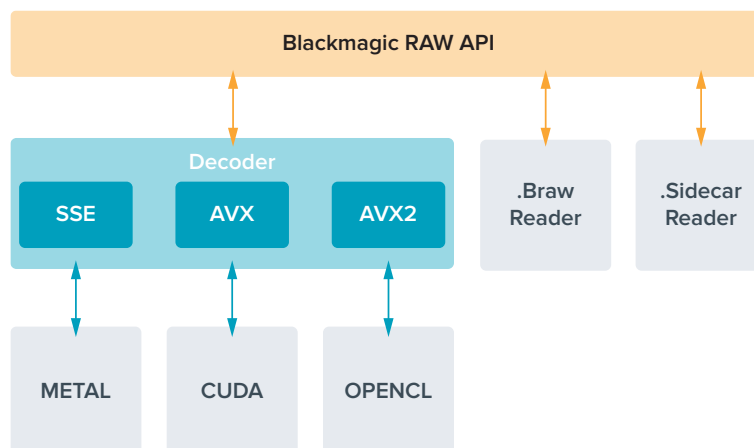 Blackmagic RAW API
Decoder
SSE
AVX
AVX2
.Braw
Reader
.Sidecar
Reader
METAL
CUDA
OPENCL